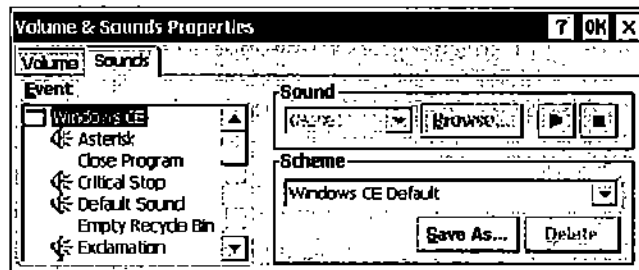 Volume & Sounds Properties ? OK X
Volume Sounds
Event
Windows CE
Asterisk
Close Program
Critical Stop
Default Sound
Empty Recycle Bin
Exclamation
Sound
Browse...
Scheme
Windows CE Default
Save As... Delete